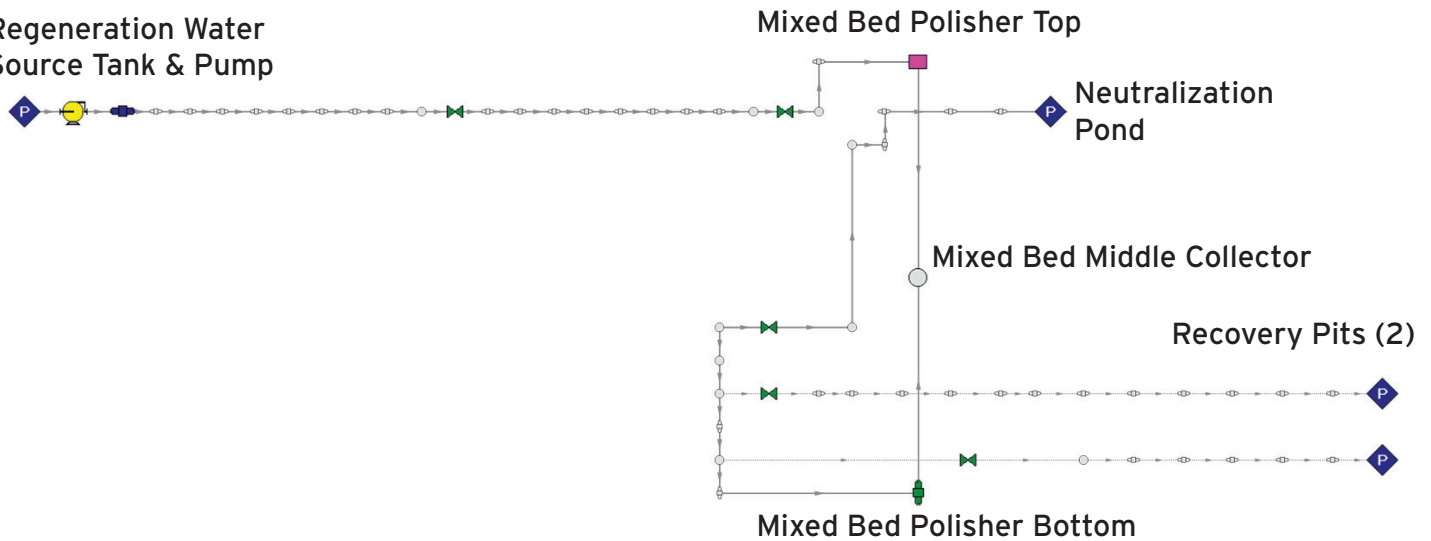 Regeneration Water
Source Tank & Pump
Mixed Bed Polisher Top
P
P
Neutralization
Pond
Mixed Bed Middle Collector
Recovery Pits (2)
P
P
Mixed Bed Polisher Bottom